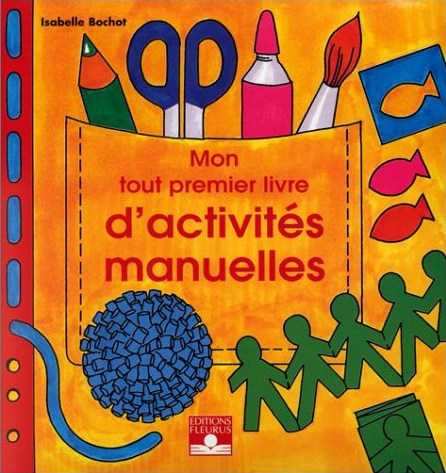 Isabelle Bochot
Mon
tout premier livre
d'activités
manuelles
EDITIONS
FLEURUS